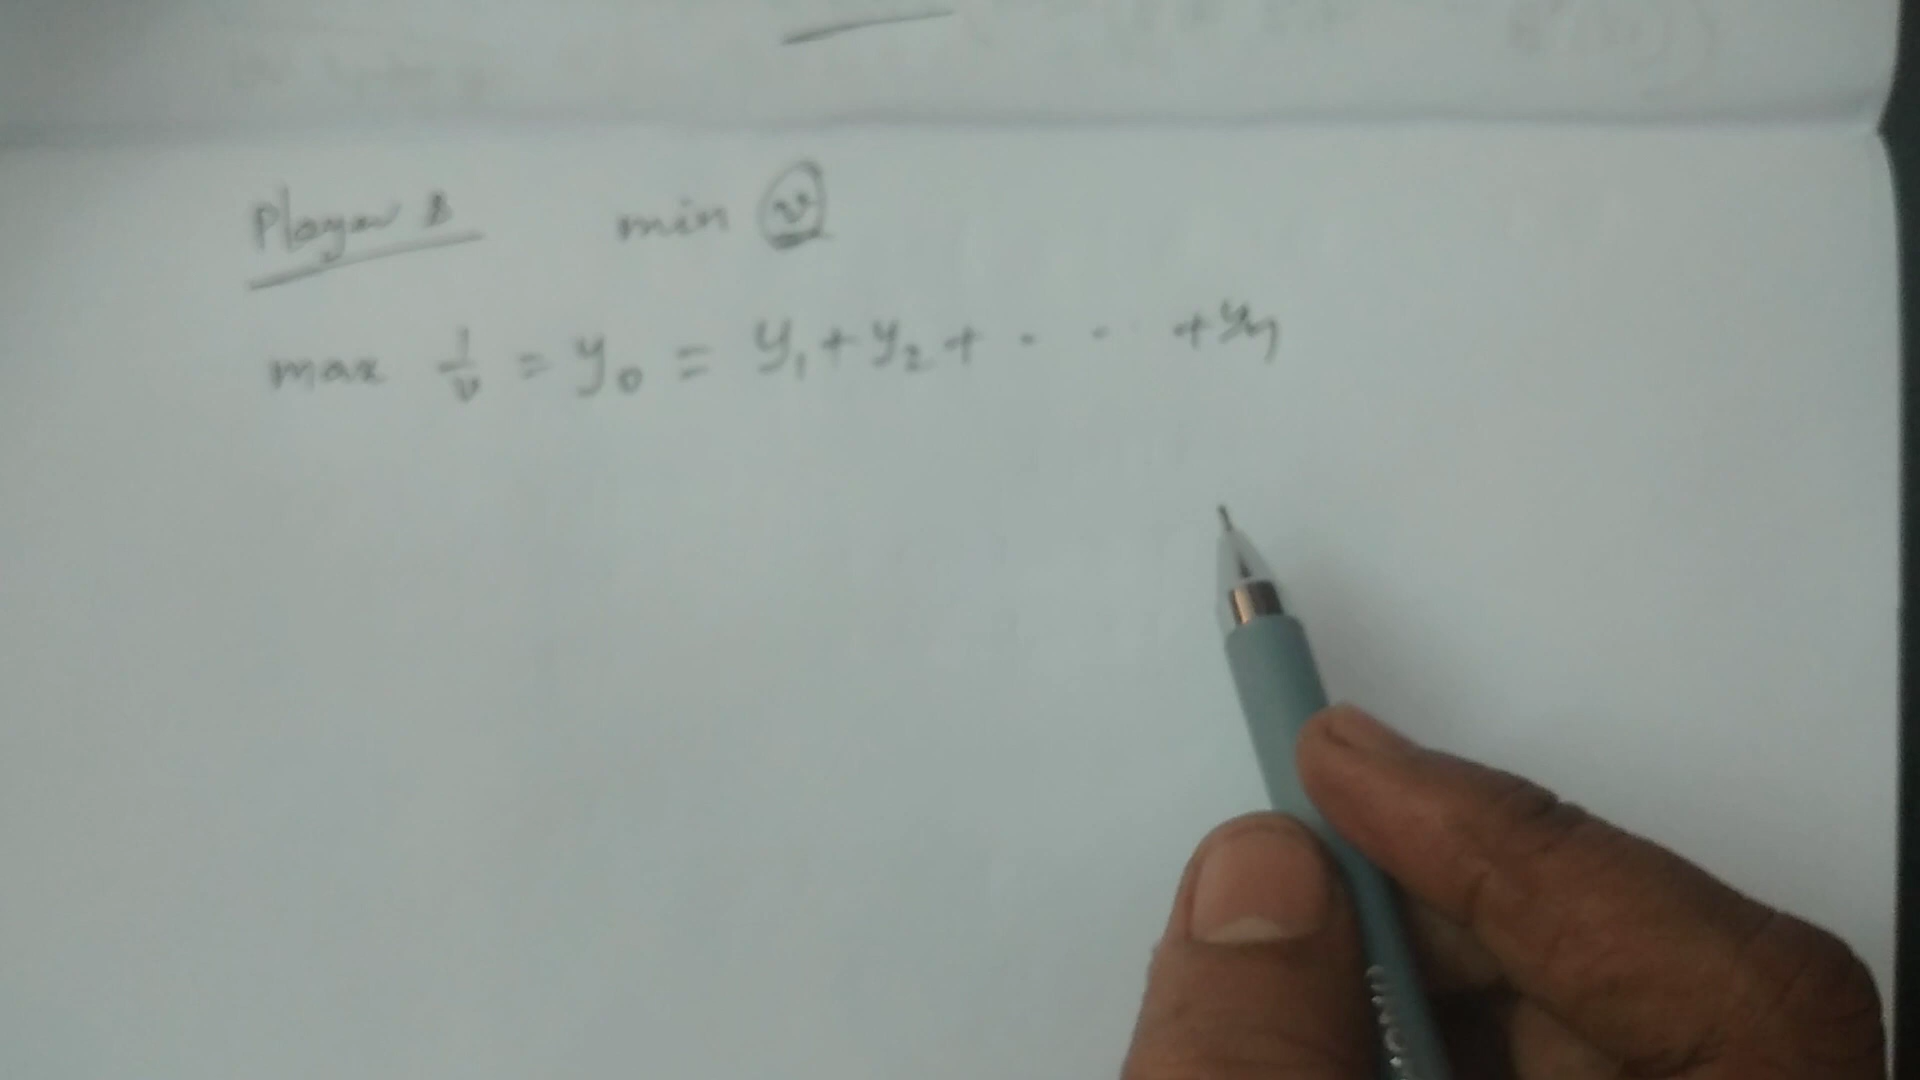 Player B min v
max 1/v = y₀ = y₁ + y₂ + . . . + yₙ